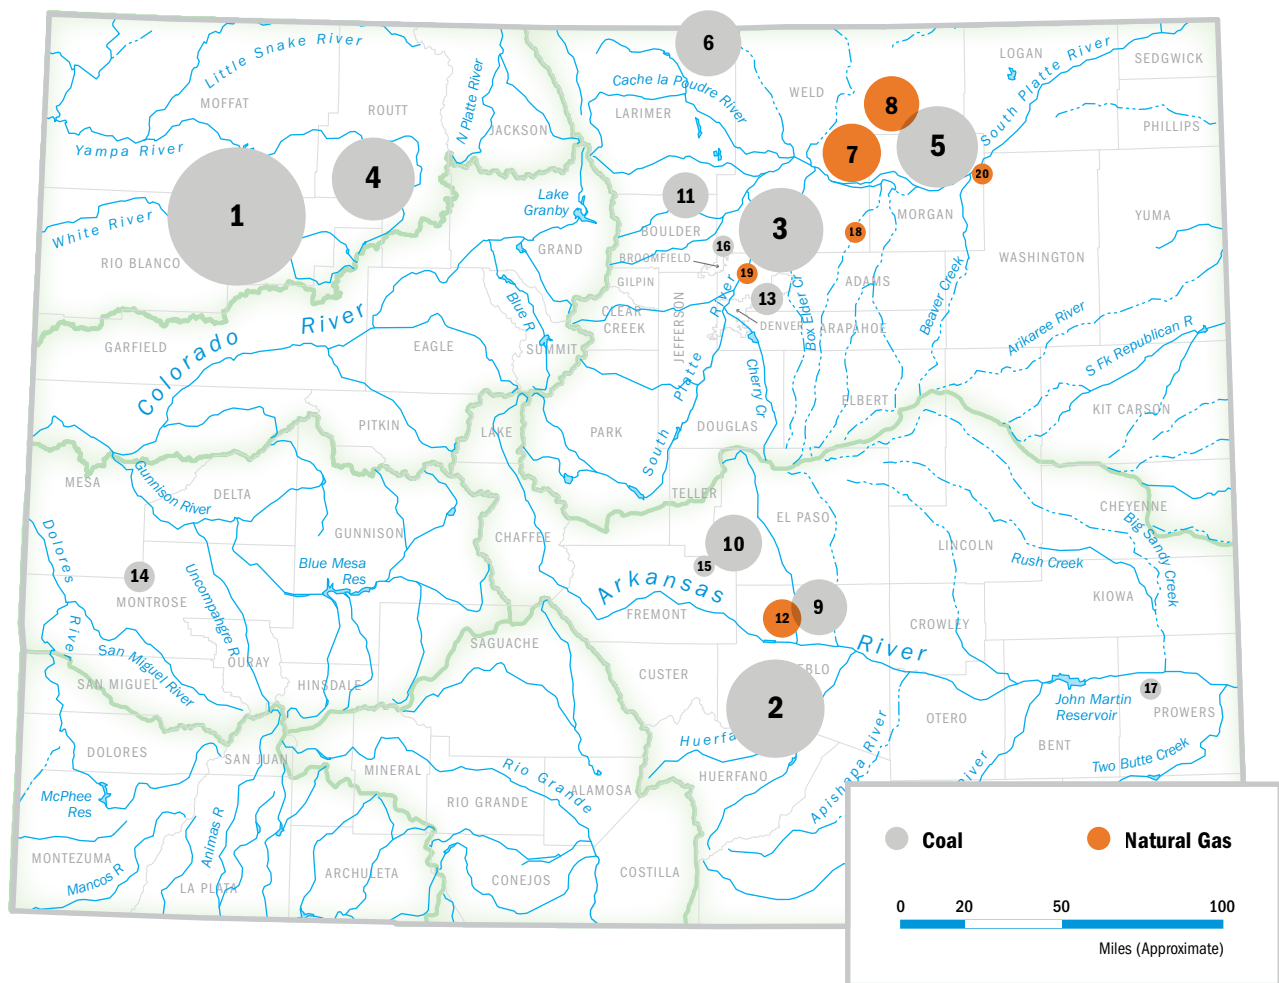 6
LOGAN
SEDGWICK
Little Snake River
MOFFAT
ROUTT
N Platte River
JACKSON
Cache la Poudre River
LARIMER
WELD
8
South Platte River
PHILLIPS
Yampa River
4
7
5
20
1
White River
RIO BLANCO
Lake
Granby
GRAND
11
BOULDER
3
16
BROOMFIELD
19
18
MORGAN
YUMA
WASHINGTON
GILPIN
13
ADAMS
CLEAR
CREEK
JEFFERSON
DENVER
ARAPAHOE
Box Elder Cr
Beaver Creek
Arikaree River
S Fk Republican R
Colorado River
GARFIELD
EAGLE
Blue R
SUMMIT
South Platte River
Cherry Cr
ELBERT
KIT CARSON
PITKIN
LAKE
PARK
DOUGLAS
MESA
Gunnison River
DELTA
TELLER
CHEYENNE
Dolores River
GUNNISON
CHAFFEE
EL PASO
10
15
LINCOLN
Big Sandy Creek
Rush Creek
14
MONTROSE
Uncompahgre R
Blue Mesa
Res
Arkansas River
FREMONT
12
9
KIOWA
CROWLEY
San Miguel River
SAN MIGUEL
OURAY
HINSDALE
SAGUACHE
CUSTER
2
EBLO
John Martin
Reservoir
17
PROWERS
DOLORES
SAN JUAN
MINERAL
Rio Grande
Huerfa
HUERFANO
Apishapa River
OTERO
BENT
River
Two Butte Creek
McPhee
Res
RIO GRANDE
ALAMOSA
MONTEZUMA
Mancos R
Animas R
LA PLATA
ARCHULETA
CONEJOS
COSTILLA
Coal
Natural Gas
0 20 50 100
Miles (Approximate)